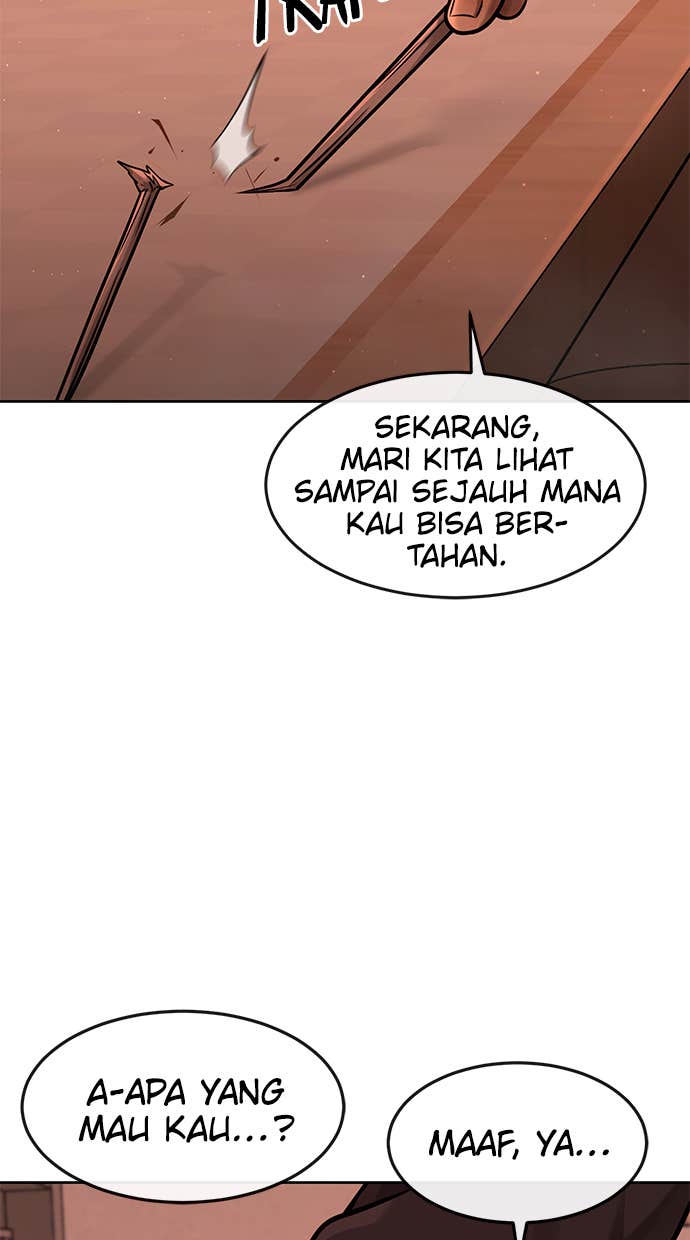 SEKARANG,
MARI KITA LIHAT
SAMPAI SEJAUH MANA
KAU BISA BER-
TAHAN.
A-APA YANG
MAU KAU...?
MAAF, YA...